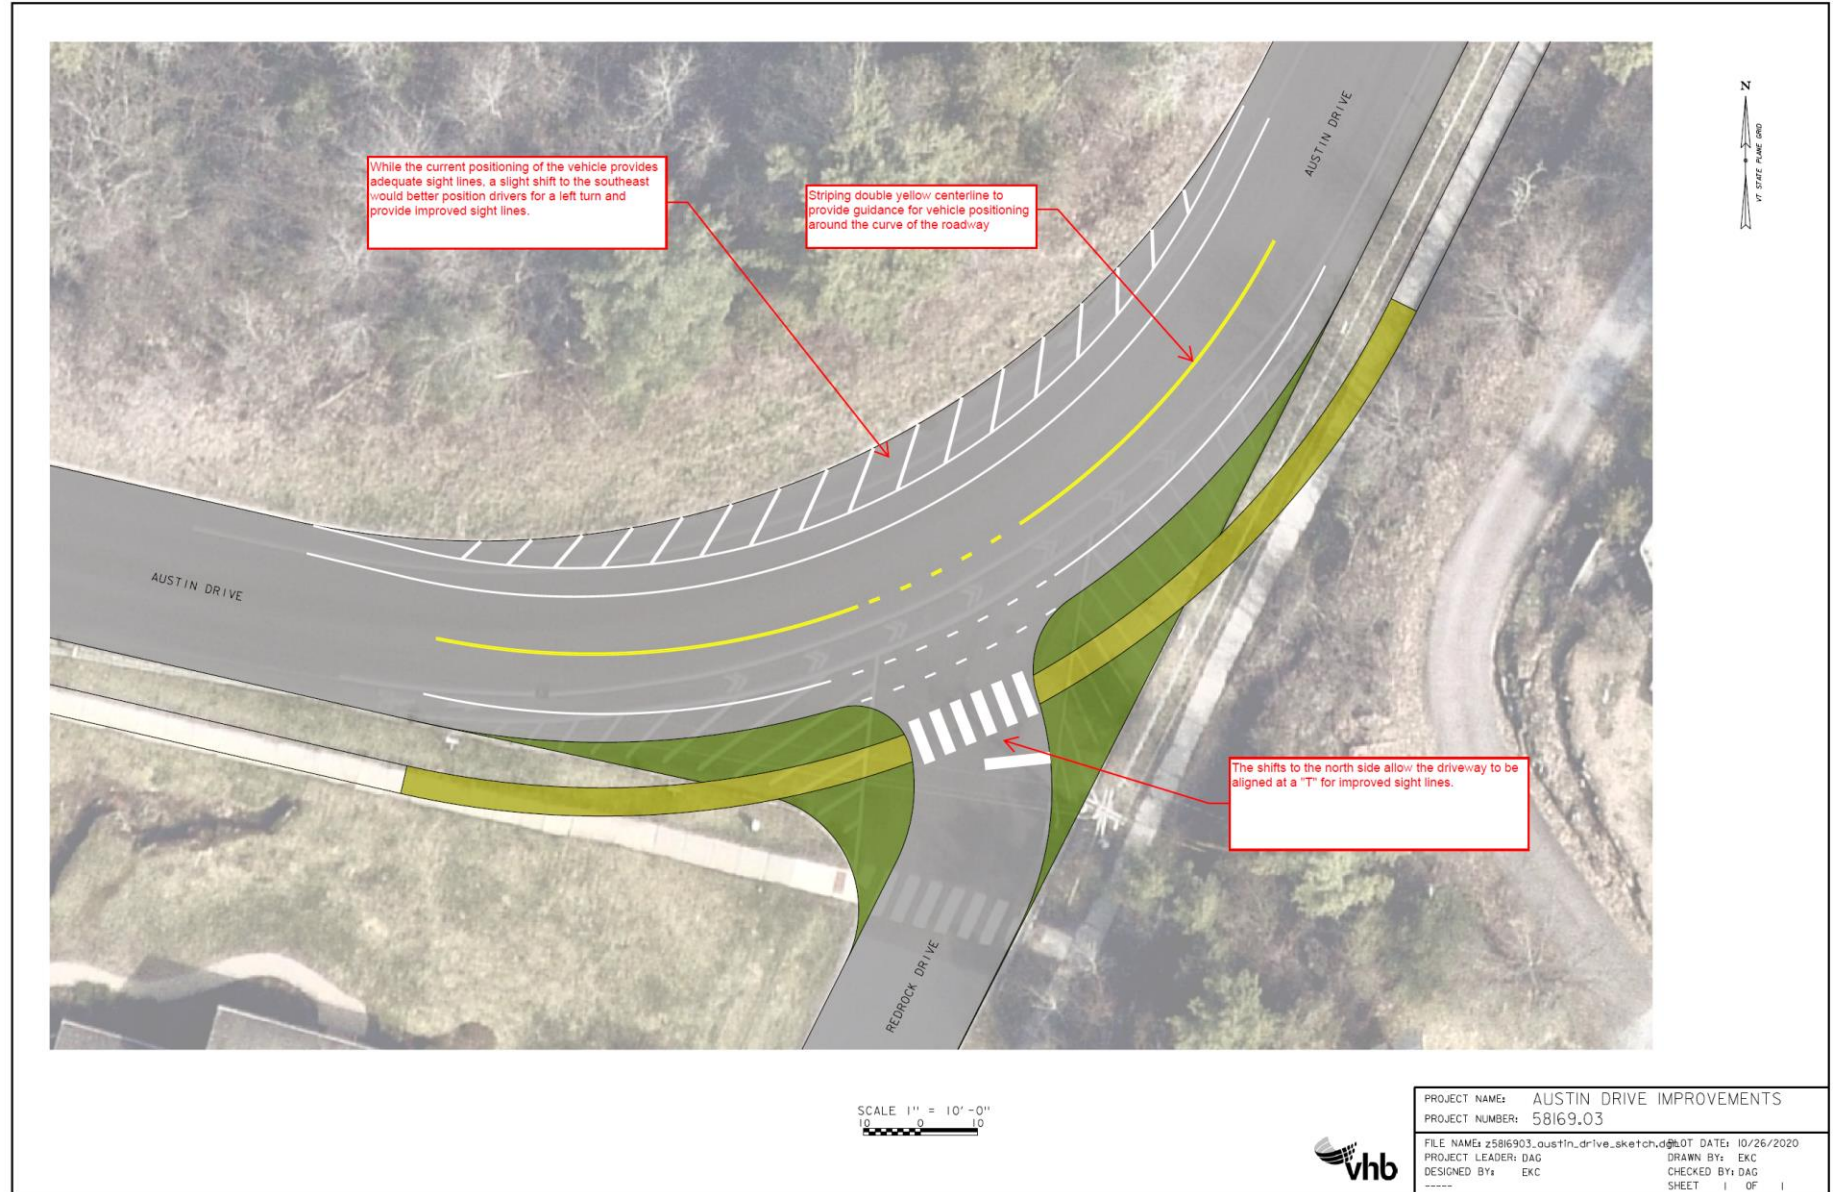 N
VT STATE PLANE GRID
AUSTIN DRIVE
While the current positioning of the vehicle provides
adequate sight lines, a slight shift to the southeast
would better position drivers for a left turn and
provide improved sight lines.
Striping double yellow centerline to
provide guidance for vehicle positioning
around the curve of the roadway
AUSTIN DRIVE
The shifts to the north side allow the driveway to be
aligned at a "T" for improved sight lines.
REDROCK DRIVE
SCALE 1" = 10'-0"
10 0 10
vhb
PROJECT NAME: AUSTIN DRIVE IMPROVEMENTS
PROJECT NUMBER: 58169.03
FILE NAME: z5816903_austin_drive_sketch.dgn PLOT DATE: 10/26/2020
PROJECT LEADER: DAG DRAWN BY: EKC
DESIGNED BY: EKC CHECKED BY: DAG
----- SHEET 1 OF 1